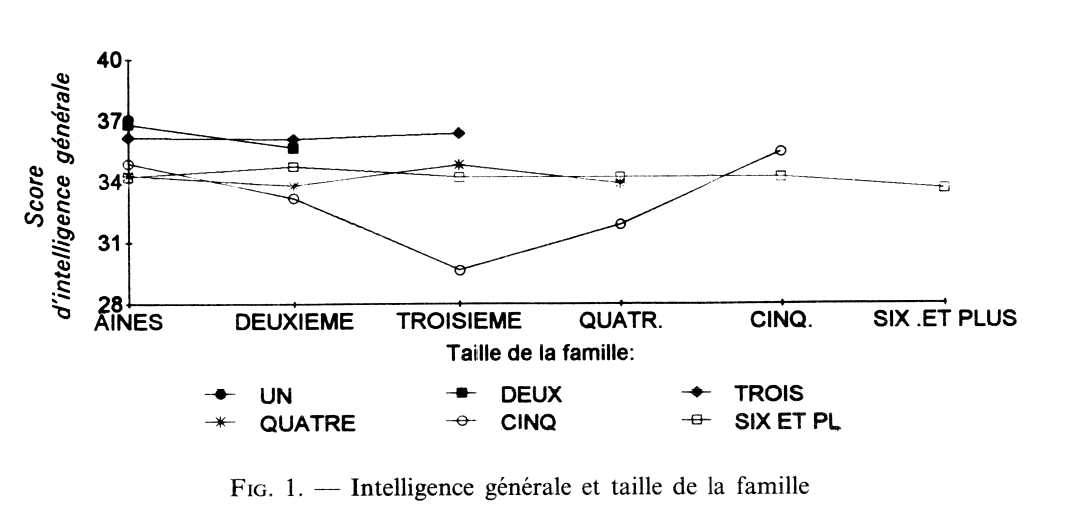 40
37
34
31
28
Score
d'intelligence générale
AINES DEUXIEME TROISIEME QUATR. CINQ. SIX .ET PLUS
Taille de la famille:
UN DEUX TROIS
QUATRE CINQ SIX ET PL.
FIG. 1. — Intelligence générale et taille de la famille